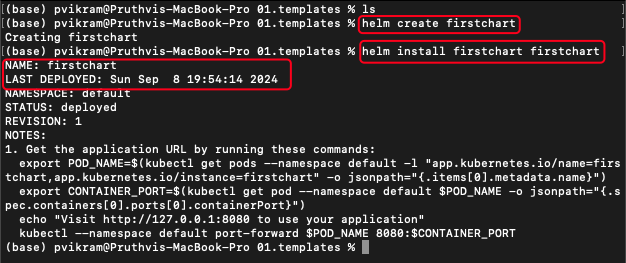 (base) pvikram@Pruthvis-MacBook-Pro 01.templates % ls
(base) pvikram@Pruthvis-MacBook-Pro 01.templates % helm create firstchart
Creating firstchart
(base) pvikram@Pruthvis-MacBook-Pro 01.templates % helm install firstchart firstchart
NAME: firstchart
LAST DEPLOYED: Sun Sep  8 19:54:14 2024
NAMESPACE: default
STATUS: deployed
REVISION: 1
NOTES:
1. Get the application URL by running these commands:
  export POD_NAME=$(kubectl get pods --namespace default -l "app.kubernetes.io/name=firs
tchart,app.kubernetes.io/instance=firstchart" -o jsonpath="{.items[0].metadata.name}")
  export CONTAINER_PORT=$(kubectl get pod --namespace default $POD_NAME -o jsonpath="{.s
pec.containers[0].ports[0].containerPort}")
  echo "Visit http://127.0.0.1:8080 to use your application"
  kubectl --namespace default port-forward $POD_NAME 8080:$CONTAINER_PORT
(base) pvikram@Pruthvis-MacBook-Pro 01.templates %